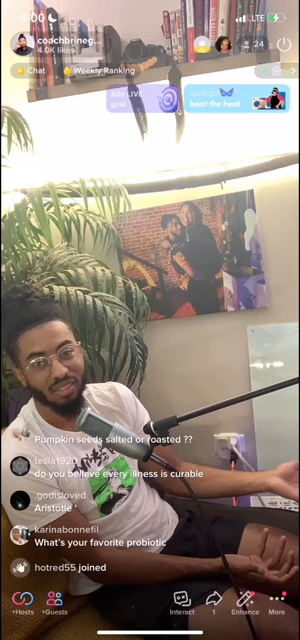 4:00
LTE
coachbrineg...
4.0K likes
24
Chat
Weekly Ranking
Add LIVE
goal
beat the heat
Pumpkin seeds salted or roasted ??
tesla1920
do you believe every illness is curable
.godisloved
Aristotle
karinabonnefil
What's your favorite probiotic
hotred55 joined
+Hosts
+Guests
Interact
1
Enhance
More